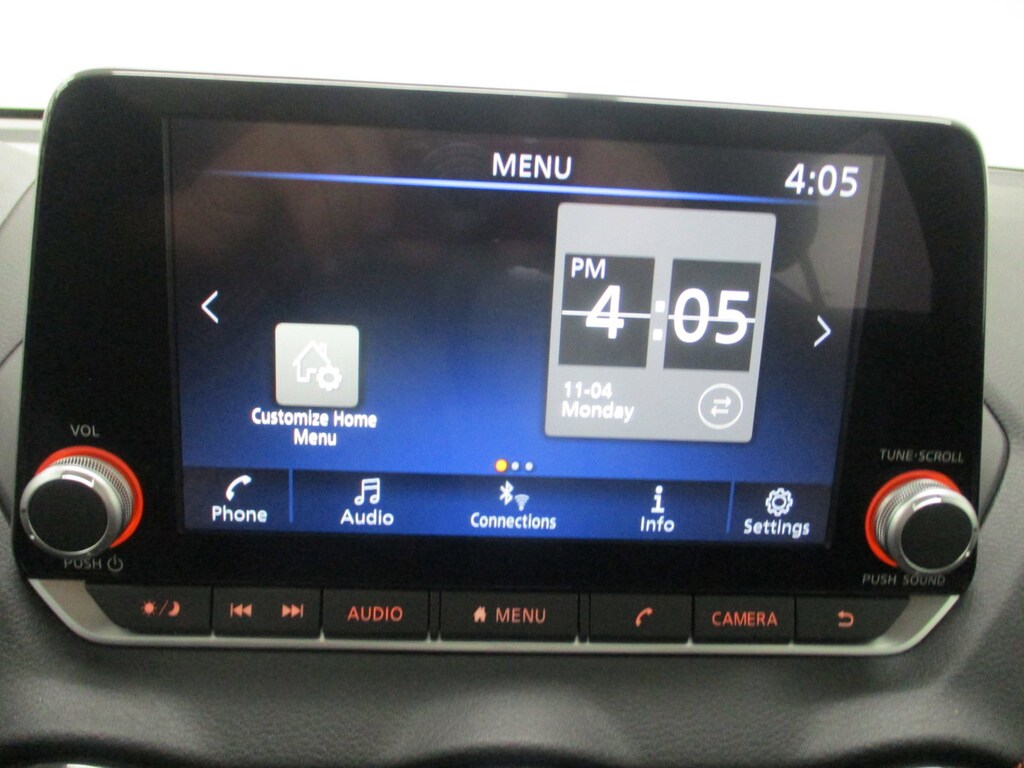 MENU
4:05
PM
4:05
11-04
Monday
Customize Home
Menu
Phone
Audio
Connections
Info
Settings
VOL
PUSH
TUNE·SCROLL
PUSH SOUND
AUDIO
MENU
CAMERA